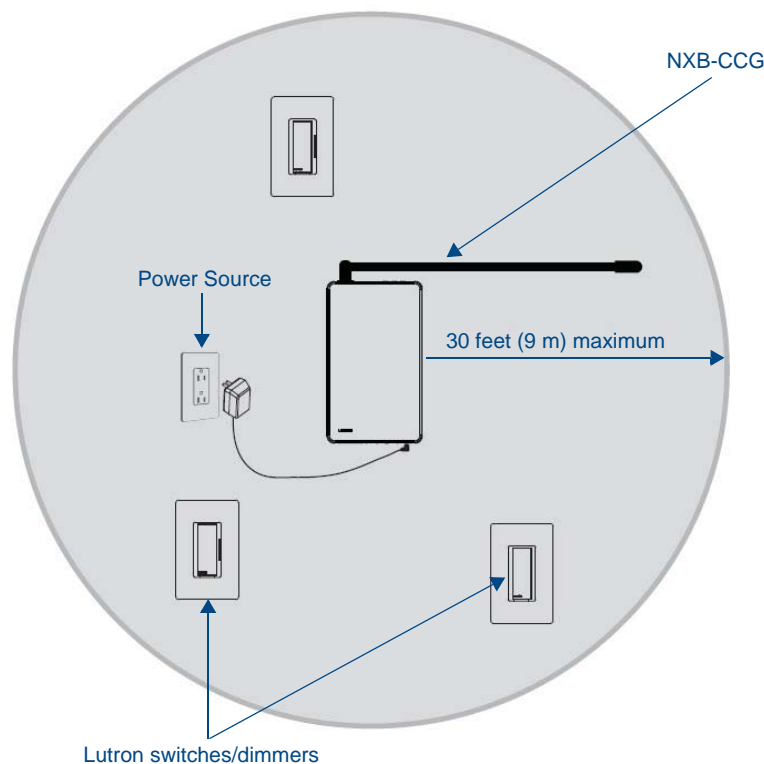 NXB-CCG
Power Source
30 feet (9 m) maximum
Lutron switches/dimmers